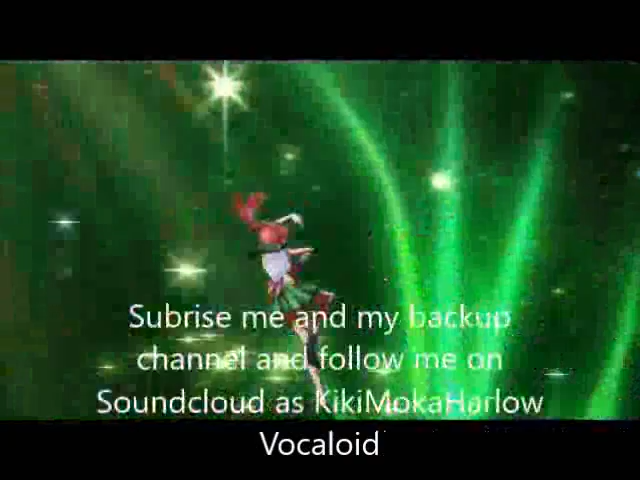 Subrise me and my backup
channel and follow me on
Soundcloud as KikiMokaHarlow
Vocaloid